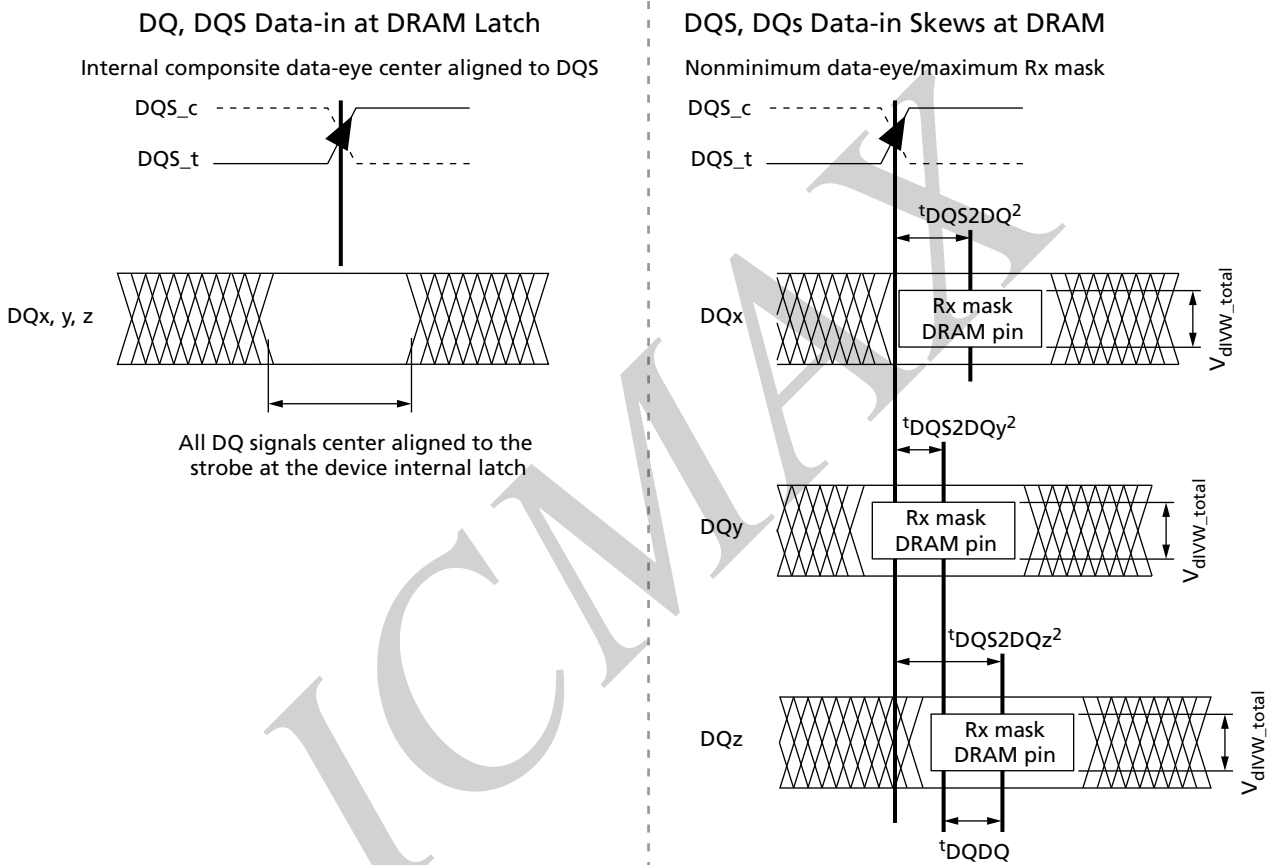 DQ, DQS Data-in at DRAM Latch
Internal componsite data-eye center aligned to DQS
DQS_c
DQS_t
DQx, y, z
All DQ signals center aligned to the
strobe at the device internal latch
DQS, DQs Data-in Skews at DRAM
Nonminimum data-eye/maximum Rx mask
DQS_c
DQS_t
tDQS2DQ2
DQx
Rx mask
DRAM pin
VdIVW_total
tDQS2DQy2
DQy
Rx mask
DRAM pin
VdIVW_total
tDQS2DQz2
DQz
Rx mask
DRAM pin
VdIVW_total
tDQDQ
ICMAX